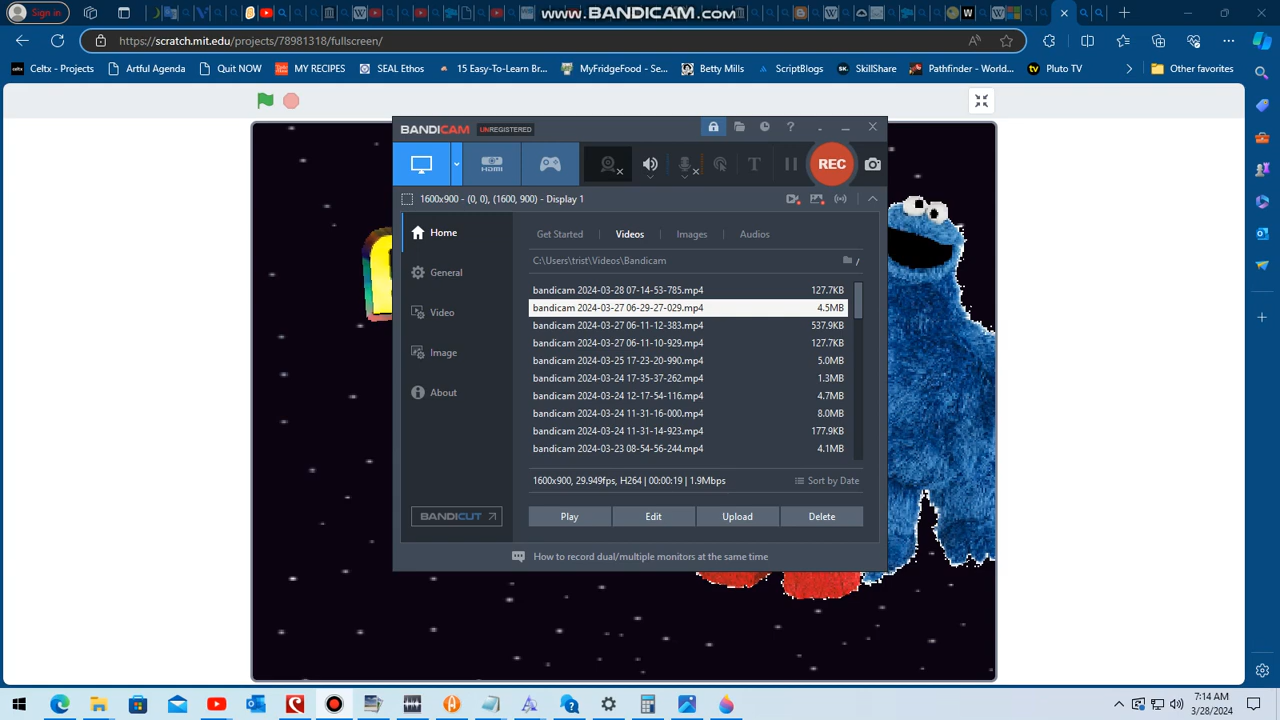 www.BANDICAM.com
Sign in
https://scratch.mit.edu/projects/78981318/fullscreen/
Celtx - Projects
Artful Agenda
Quit NOW
MY RECIPES
SEAL Ethos
15 Easy-To-Learn Br...
MyFridgeFood - Se...
Betty Mills
ScriptBlogs
SkillShare
Pathfinder - World...
Pluto TV
Other favorites
BANDICAM UNREGISTERED
HDMI
REC
1600x900 - (0, 0), (1600, 900) - Display 1
Home
General
Video
Image
About
BANDICUT
Get Started
Videos
Images
Audios
C:\Users\trist\Videos\Bandicam
bandicam 2024-03-28 07-14-53-785.mp4 127.7KB
bandicam 2024-03-27 06-29-27-029.mp4 4.5MB
bandicam 2024-03-27 06-11-12-383.mp4 537.9KB
bandicam 2024-03-27 06-11-10-929.mp4 127.7KB
bandicam 2024-03-25 17-23-20-990.mp4 5.0MB
bandicam 2024-03-24 17-35-37-262.mp4 1.3MB
bandicam 2024-03-24 12-17-54-116.mp4 4.7MB
bandicam 2024-03-24 11-31-16-000.mp4 8.0MB
bandicam 2024-03-24 11-31-14-923.mp4 177.9KB
bandicam 2024-03-23 08-54-56-244.mp4 4.1MB
1600x900, 29.949fps, H264 | 00:00:19 | 1.9Mbps
Sort by Date
Play
Edit
Upload
Delete
How to record dual/multiple monitors at the same time
7:14 AM
3/28/2024